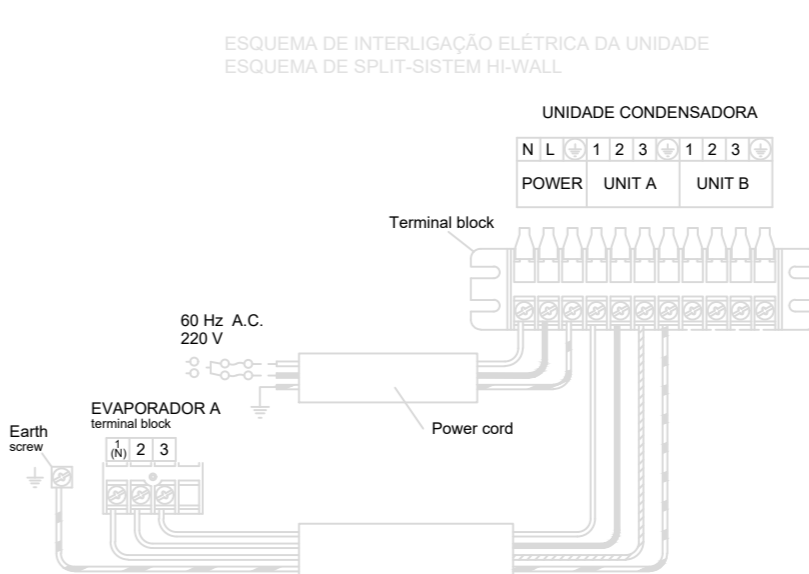 ESQUEMA DE INTERLIGAÇÃO ELÉTRICA DA UNIDADE
ESQUEMA DE SPLIT-SISTEM HI-WALL
UNIDADE CONDENSADORA
N L 1 2 3 1 2 3
POWER UNIT A UNIT B
Terminal block
60 Hz A.C.
220 V
Power cord
EVAPORADOR A
terminal block
1 (N) 2 3
Earth
screw